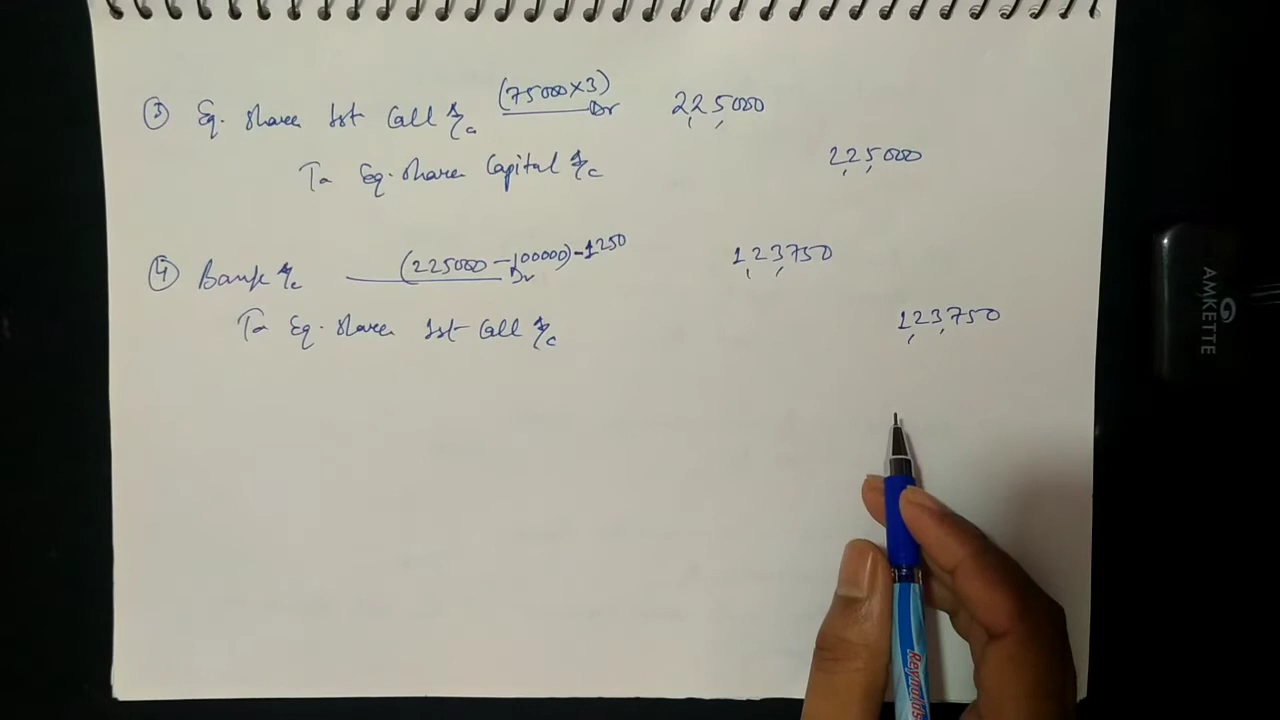 ③ Eq. Share 1st Call A/c (75000×3) Dr 225000
To Eq. Share Capital A/c 225000
④ Bank A/c (225000 - 100000) - 1250 Dr 123750
To Eq. Share 1st Call A/c 123750
AMKETTE
Reynolds